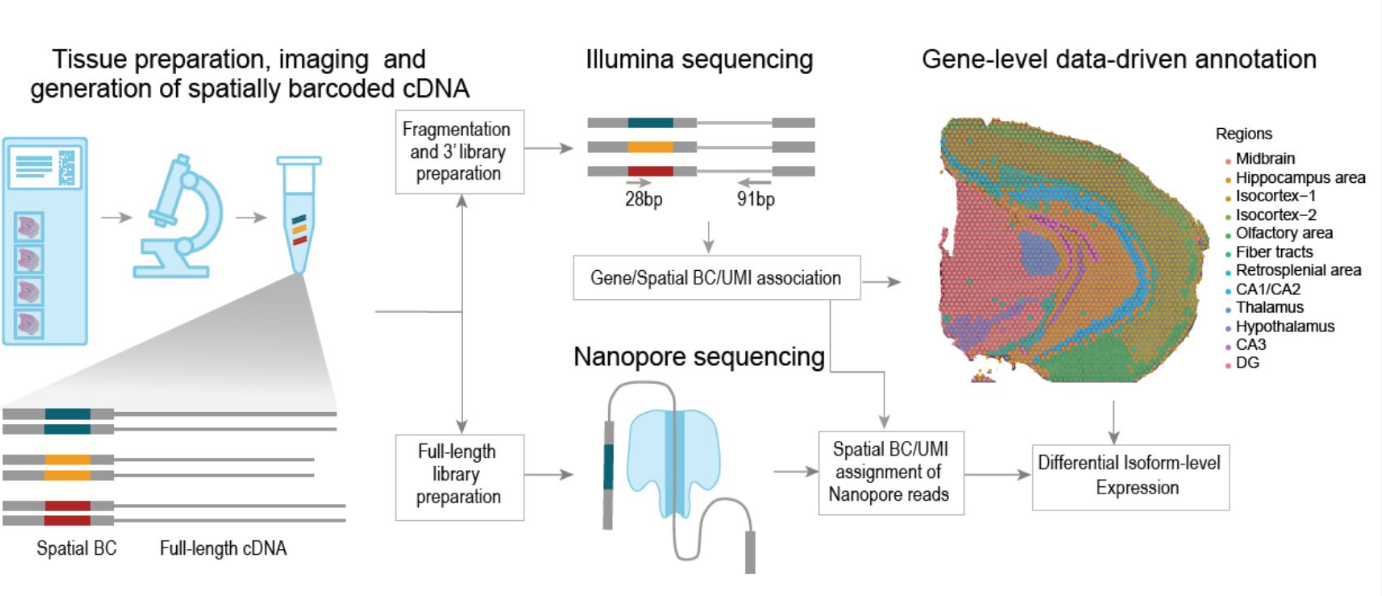 Tissue preparation, imaging and
generation of spatially barcoded cDNA
Spatial BC
Full-length cDNA
Fragmentation
and 3' library
preparation
Full-length
library
preparation
Illumina sequencing
28bp
91bp
Gene/Spatial BC/UMI association
Nanopore sequencing
Spatial BC/UMI
assignment of
Nanopore reads
Gene-level data-driven annotation
Regions
Midbrain
Hippocampus area
Isocortex−1
Isocortex−2
Olfactory area
Fiber tracts
Retrosplenial area
CA1/CA2
Thalamus
Hypothalamus
CA3
DG
Differential Isoform-level
Expression